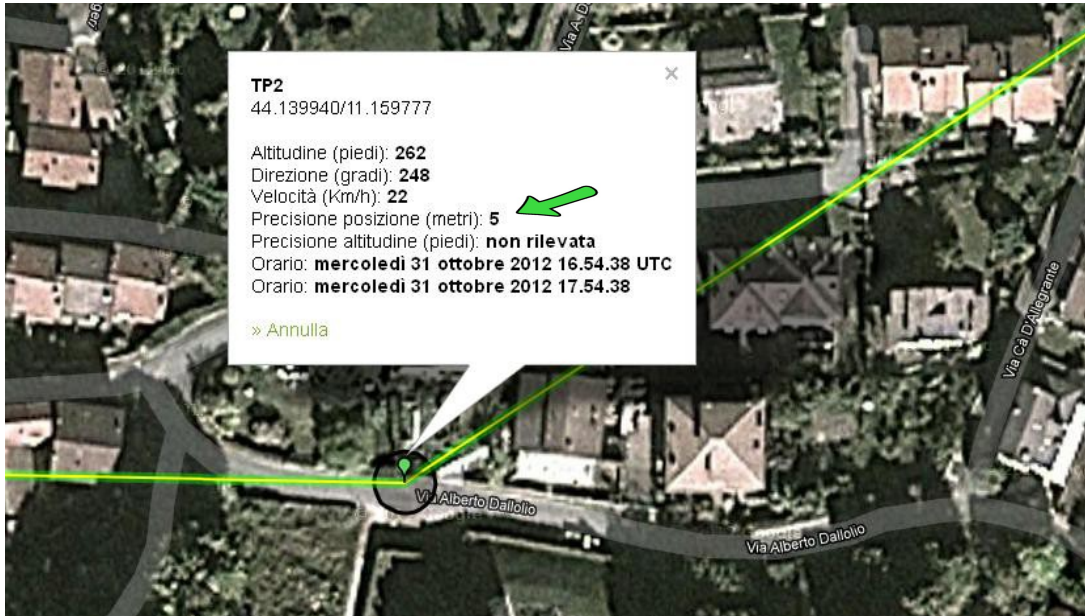 Via A. D
×
TP2
44.139940/11.159777
Altitudine (piedi): 262
Direzione (gradi): 248
Velocità (Km/h): 22
Precisione posizione (metri): 5
Precisione altitudine (piedi): non rilevata
Orario: mercoledì 31 ottobre 2012 16.54.38 UTC
Orario: mercoledì 31 ottobre 2012 17.54.38
» Annulla
Via Cà D'Allegrante
Via Alberto Dallolio
Via Alberto Dallolio